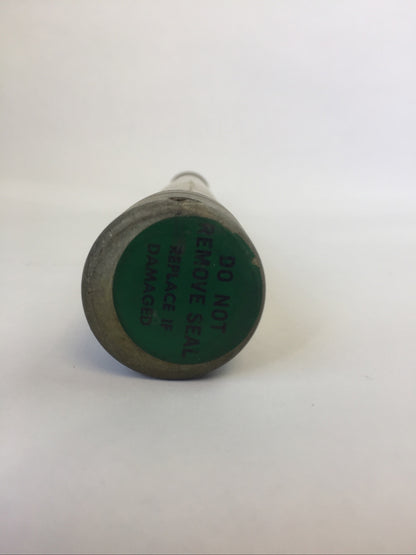 DO NOT
REMOVE SEAL
REPLACE IF
DAMAGED